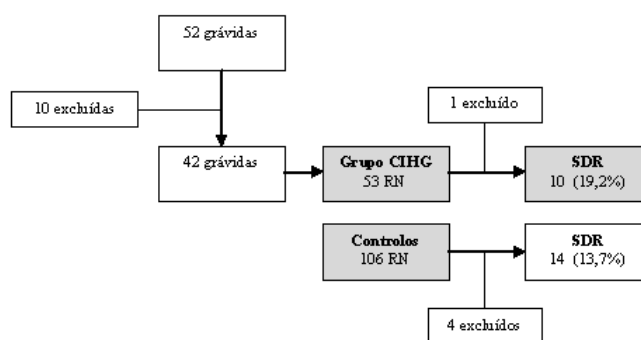 52 grávidas
10 excluídas
1 excluído
42 grávidas
Grupo CIHG
53 RN
SDR
10 (19,2%)
Controlos
106 RN
SDR
14 (13,7%)
4 excluídos